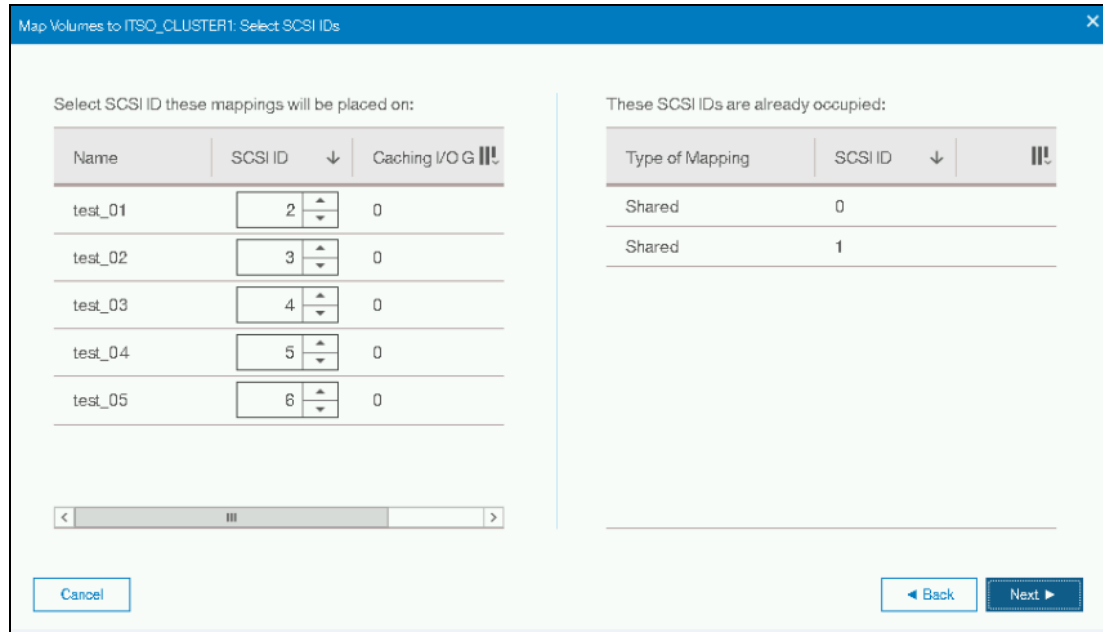 Map Volumes to ITSO_CLUSTER1: Select SCSI IDs
Select SCSI ID these mappings will be placed on:
Name SCSI ID Caching I/O G
test_01 2 0
test_02 3 0
test_03 4 0
test_04 5 0
test_05 6 0
These SCSI IDs are already occupied:
Type of Mapping SCSI ID
Shared 0
Shared 1
Cancel
Back
Next